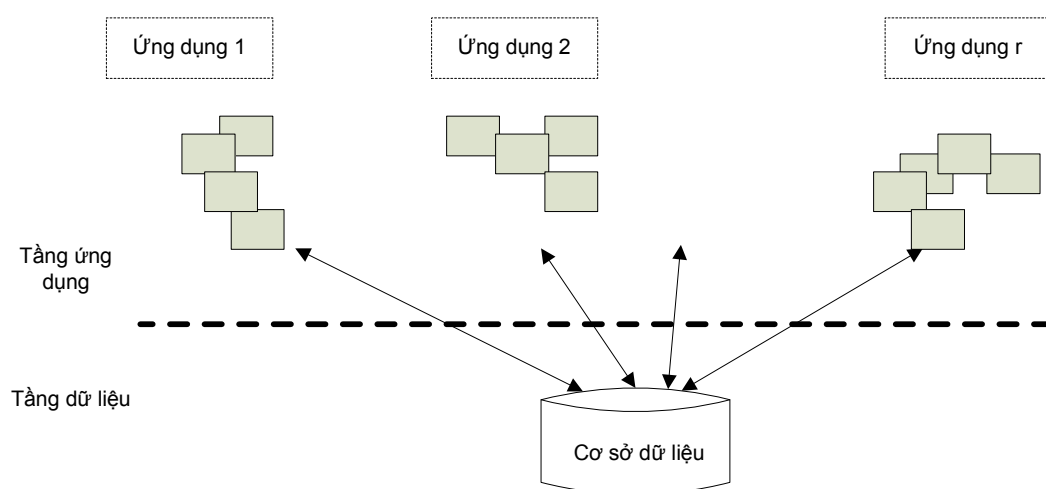 Ứng dụng 1
Ứng dụng 2
Ứng dụng r
Tầng ứng
dụng
Tầng dữ liệu
Cơ sở dữ liệu